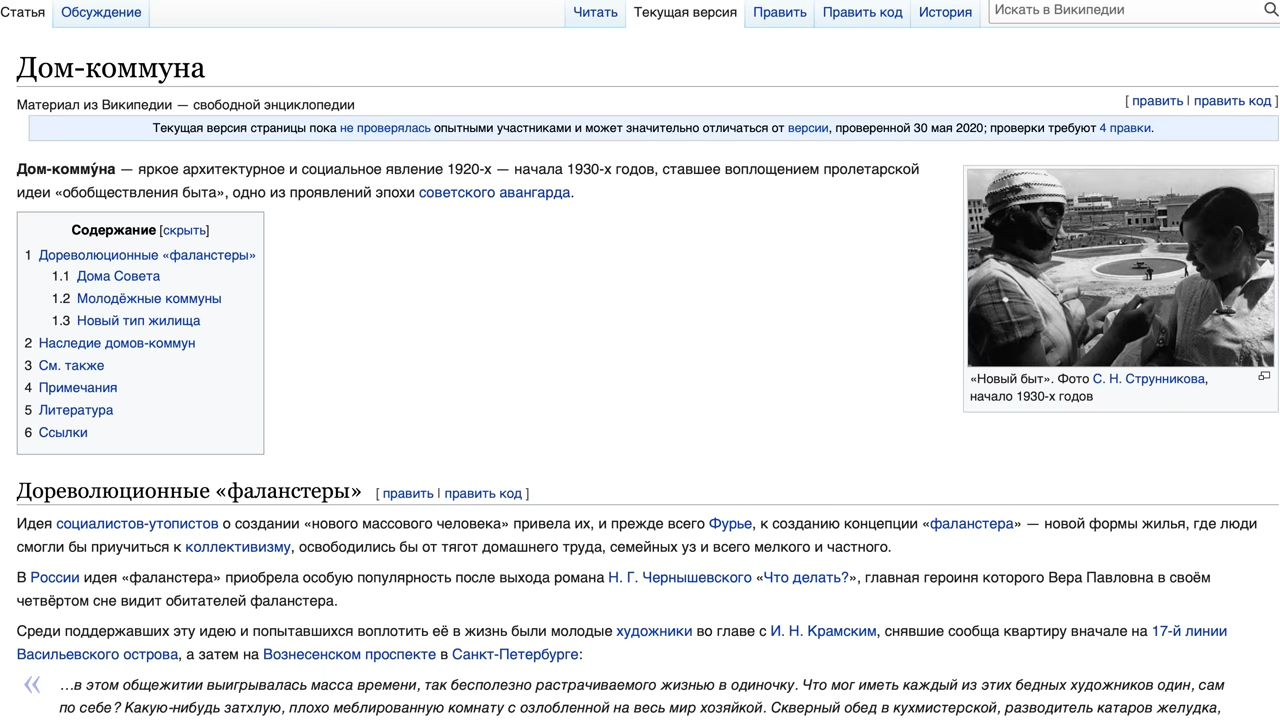 Статья Обсуждение Читать Текущая версия Править Править код История Искать в Википедии
Дом-коммуна
Материал из Википедии — свободной энциклопедии
[ править | править код ]
Текущая версия страницы пока не проверялась опытными участниками и может значительно отличаться от версии, проверенной 30 мая 2020; проверки требуют 4 правки.
Дом-комму́на — яркое архитектурное и социальное явление 1920-х — начала 1930-х годов, ставшее воплощением пролетарской
идеи «обобществления быта», одно из проявлений эпохи советского авангарда.
Содержание [скрыть]
1 Дореволюционные «фаланстеры»
1.1 Дома Совета
1.2 Молодёжные коммуны
1.3 Новый тип жилища
2 Наследие домов-коммун
3 См. также
4 Примечания
5 Литература
6 Ссылки
«Новый быт». Фото С. Н. Струнникова,
начало 1930-х годов
Дореволюционные «фаланстеры» [ править | править код ]
Идея социалистов-утопистов о создании «нового массового человека» привела их, и прежде всего Фурье, к созданию концепции «фаланстера» — новой формы жилья, где люди
смогли бы приучиться к коллективизму, освободились бы от тягот домашнего труда, семейных уз и всего мелкого и частного.
В России идея «фаланстера» приобрела особую популярность после выхода романа Н. Г. Чернышевского «Что делать?», главная героиня которого Вера Павловна в своём
четвёртом сне видит обитателей фаланстера.
Среди поддержавших эту идею и попытавшихся воплотить её в жизнь были молодые художники во главе с И. Н. Крамским, снявшие сообща квартиру вначале на 17-й линии
Васильевского острова, а затем на Вознесенском проспекте в Санкт-Петербурге:
« …в этом общежитии выигрывалась масса времени, так бесполезно растрачиваемого жизнью в одиночку. Что мог иметь каждый из этих бедных художников один, сам
по себе? Какую-нибудь затхлую, плохо меблированную комнату с озлобленной на весь мир хозяйкой. Скверный обед в кухмистерской, разводитель катаров желудка,